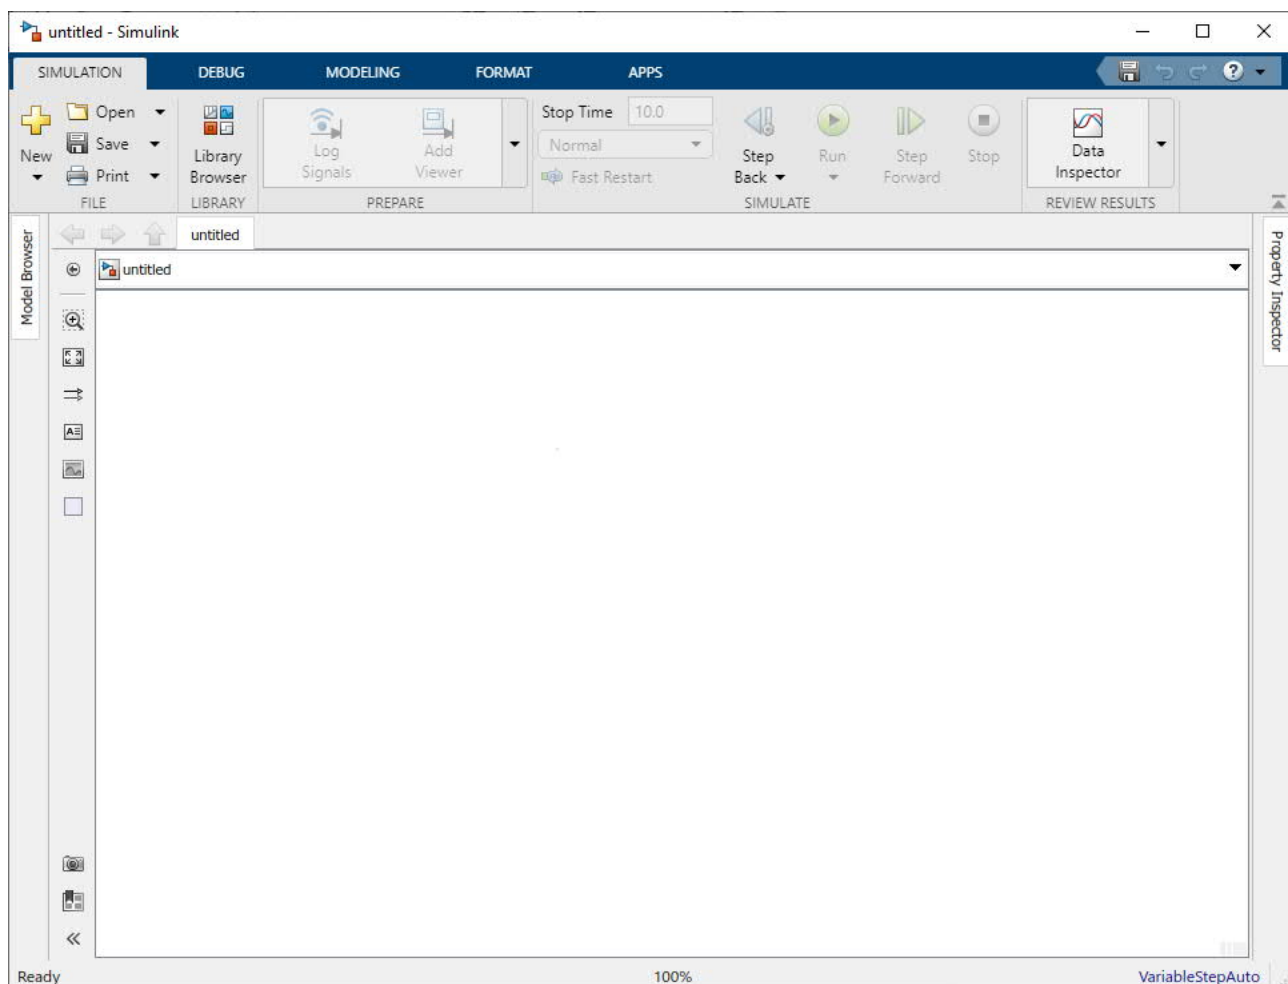 untitled - Simulink
SIMULATION DEBUG MODELING FORMAT APPS
New
Open
Save
Print
FILE
Library
Browser
LIBRARY
Log
Signals
Add
Viewer
PREPARE
Stop Time 10.0
Normal
Fast Restart
Step
Back
Run
Step
Forward
Stop
SIMULATE
Data
Inspector
REVIEW RESULTS
Model Browser
untitled
untitled
Property Inspector
Ready 100% VariableStepAuto